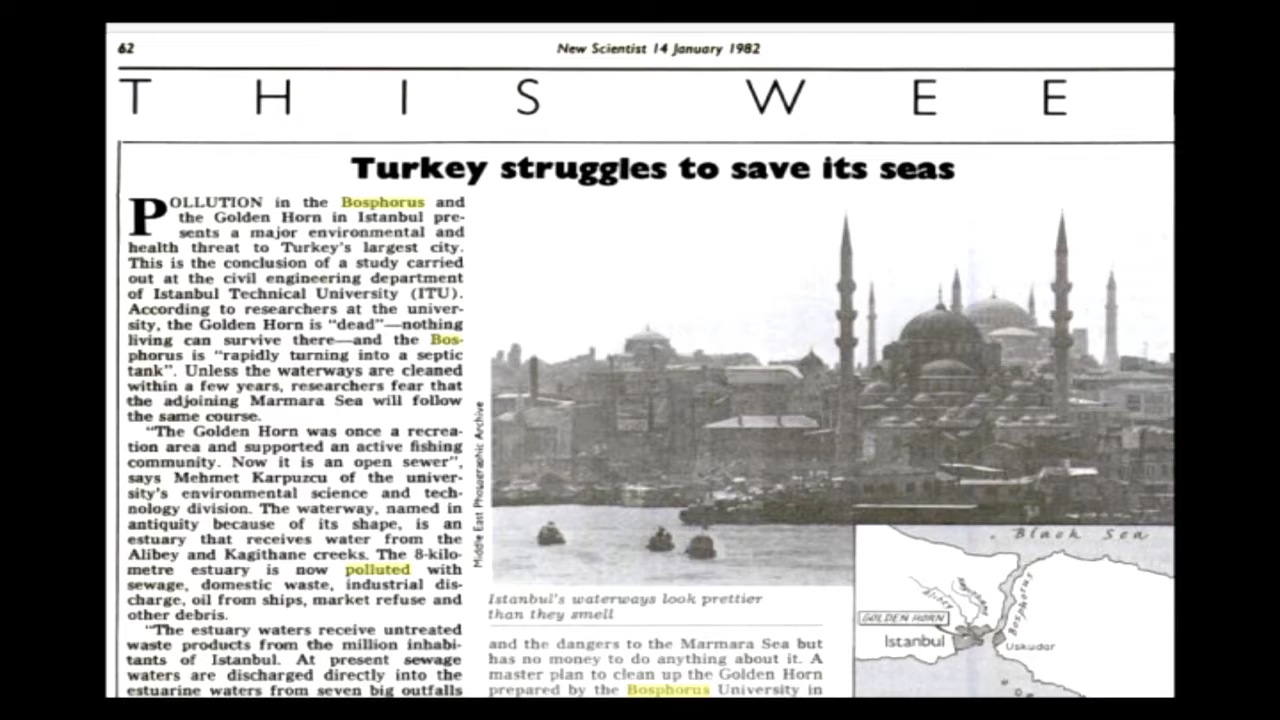 62
New Scientist 14 January 1982
THIS WEE
Turkey struggles to save its seas
POLLUTION in the Bosphorus and
the Golden Horn in Istanbul pre-
sents a major environmental and
health threat to Turkey's largest city.
This is the conclusion of a study carried
out at the civil engineering department
of Istanbul Technical University (ITU).
According to researchers at the univer-
sity, the Golden Horn is "dead"—nothing
living can survive there—and the Bos-
phorus is "rapidly turning into a septic
tank". Unless the waterways are cleaned
within a few years, researchers fear that
the adjoining Marmara Sea will follow
the same course.
"The Golden Horn was once a recrea-
tion area and supported an active fishing
community. Now it is an open sewer",
says Mehmet Karpuzcu of the univer-
sity's environmental science and tech-
nology division. The waterway, named in
antiquity because of its shape, is an
estuary that receives water from the
Alibey and Kagithane creeks. The 8-kilo-
metre estuary is now polluted with
sewage, domestic waste, industrial dis-
charge, oil from ships, market refuse and
other debris.
"The estuary waters receive untreated
waste products from the million inhabi-
tants of Istanbul. At present sewage
waters are discharged directly into the
estuarine waters from seven big outfalls
Middle East Photographic Archive
Istanbul's waterways look prettier
than they smell
and the dangers to the Marmara Sea but
has no money to do anything about it. A
master plan to clean up the Golden Horn
prepared by the Bosphorus University in
Black Sea
Alibey
Bosphorus
GOLDEN HORN
Istanbul
Uskudar